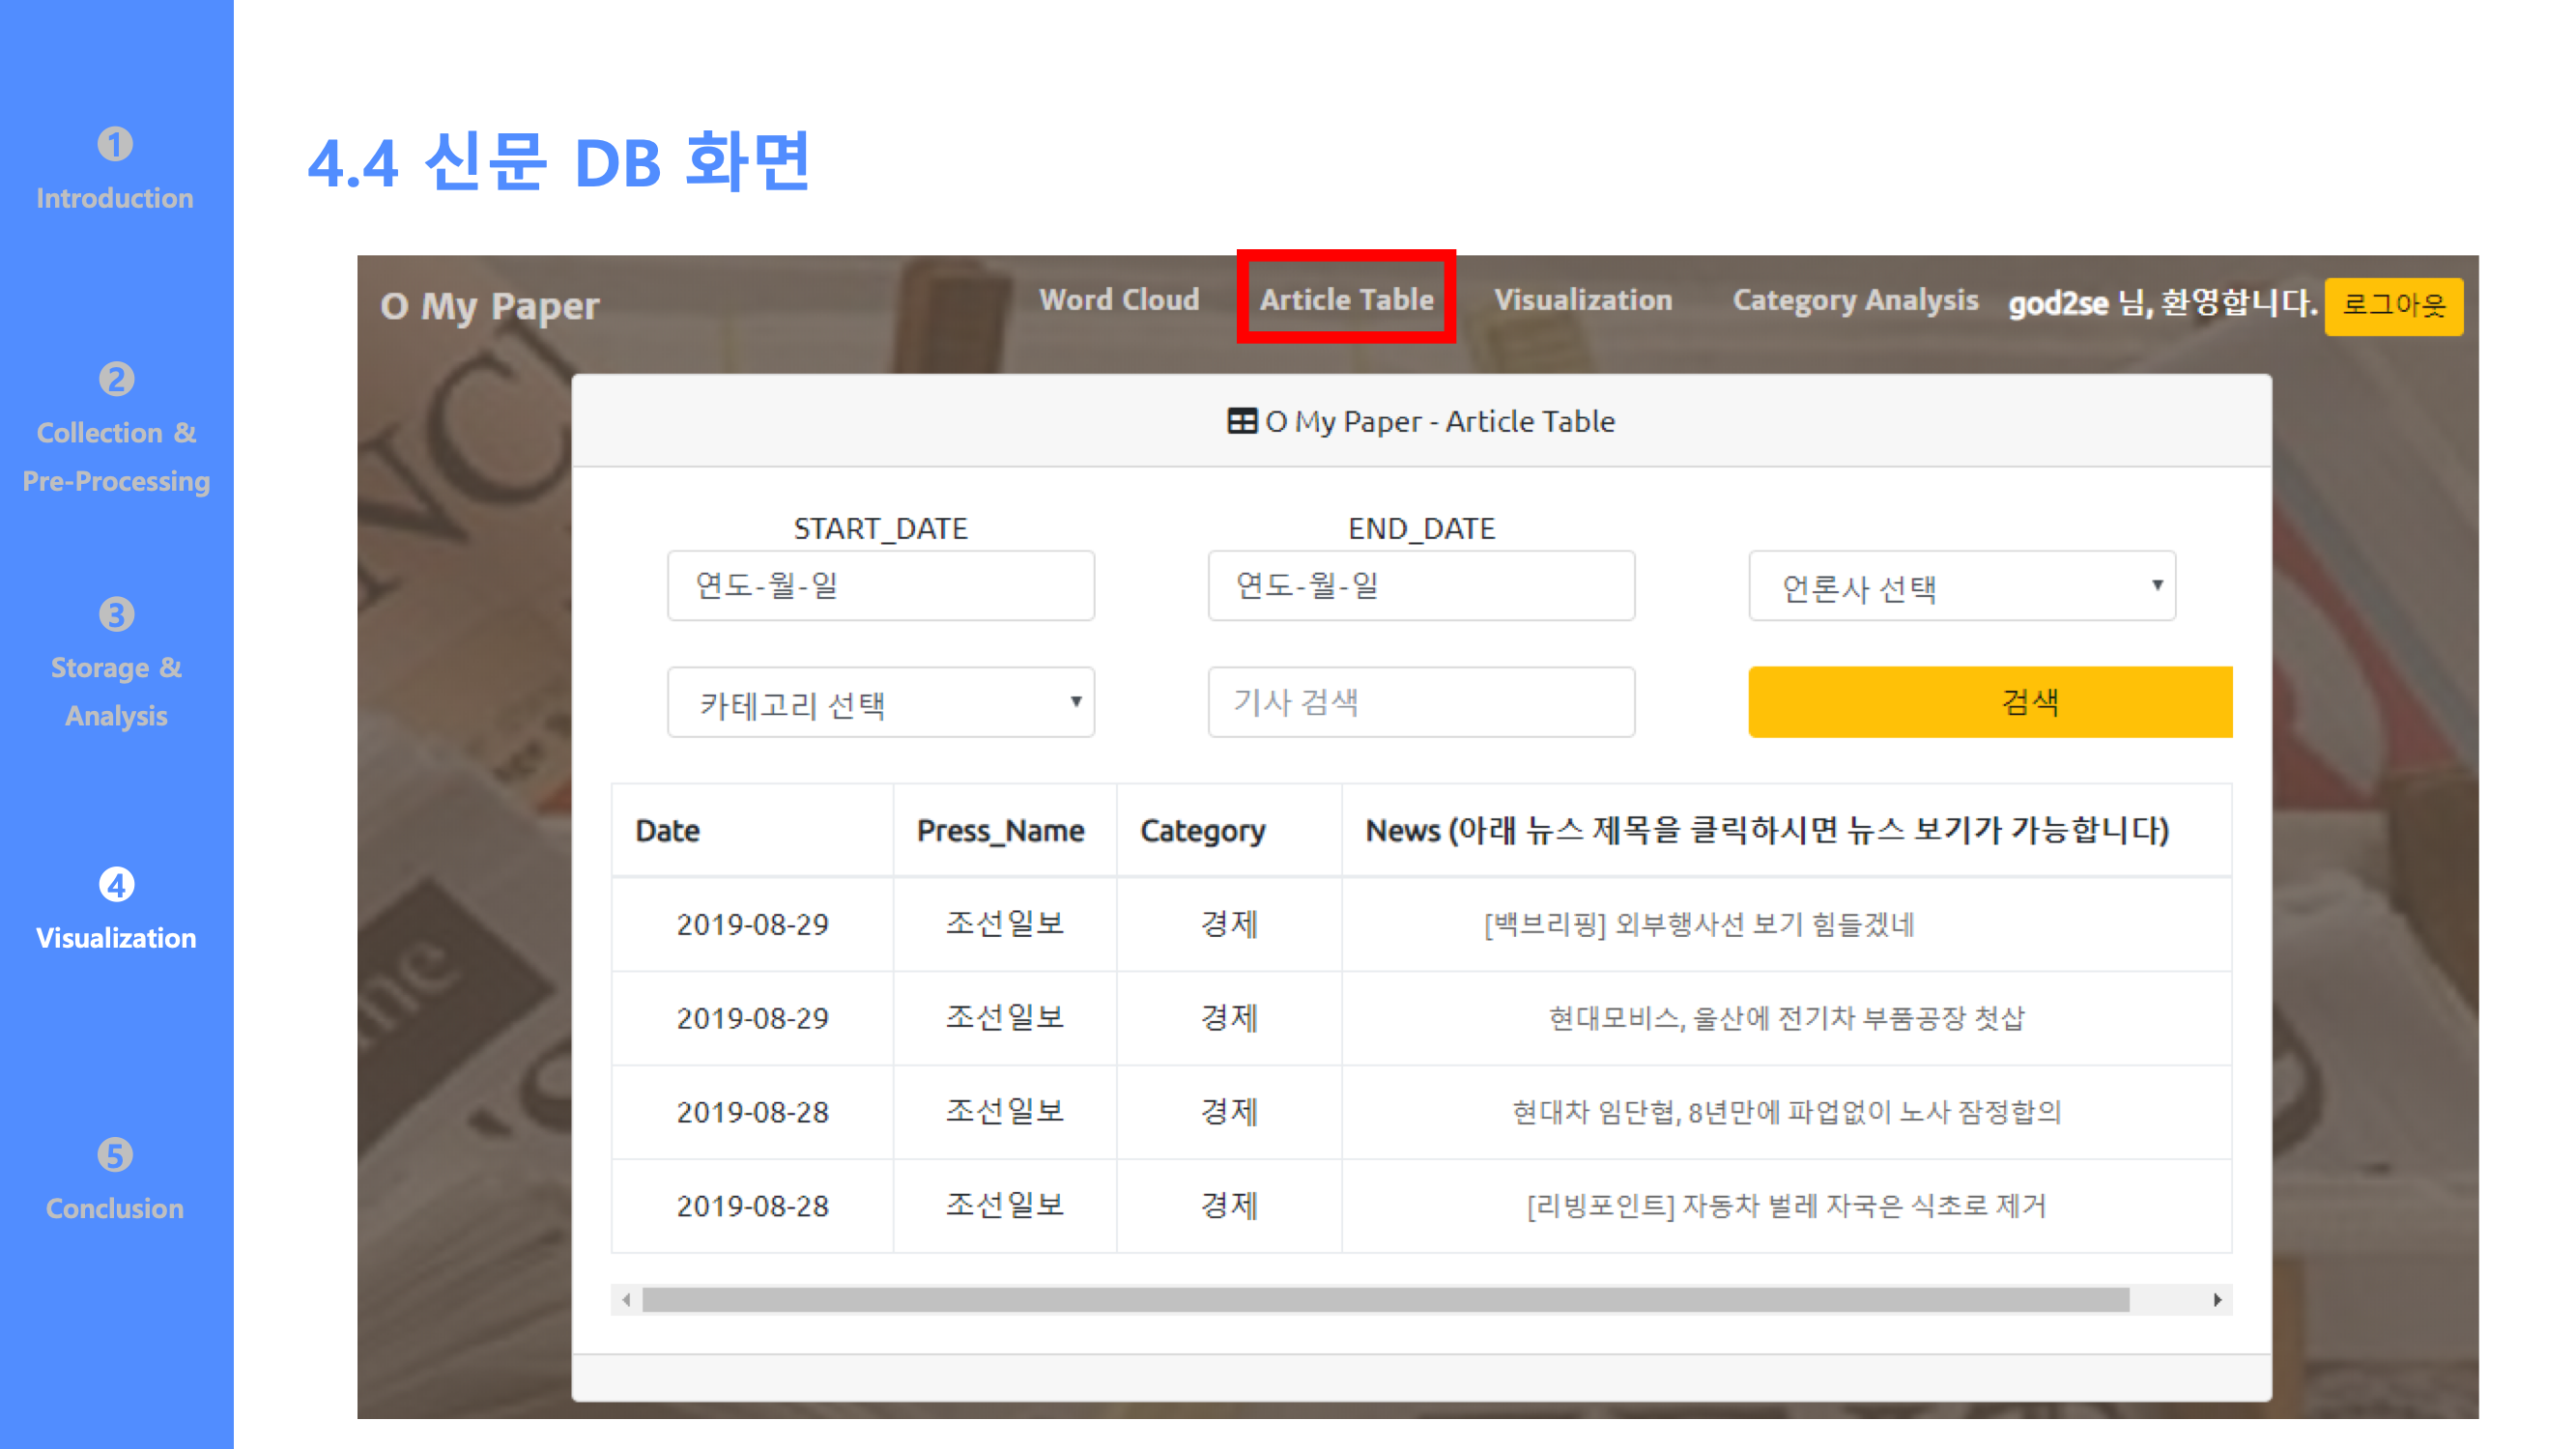 ❶
Introduction
❷
Collection &
Pre-Processing
❸
Storage &
Analysis
❹
Visualization
❺
Conclusion
4.4 신문 DB 화면
O My Paper
Word Cloud
Article Table
Visualization
Category Analysis
god2se 님, 환영합니다.
로그아웃
O My Paper - Article Table
START_DATE
END_DATE
연도-월-일
연도-월-일
언론사 선택
카테고리 선택
기사 검색
검색
Date Press_Name Category News (아래 뉴스 제목을 클릭하시면 뉴스 보기가 가능합니다)
2019-08-29 조선일보 경제 [백브리핑] 외부행사선 보기 힘들겠네
2019-08-29 조선일보 경제 현대모비스, 울산에 전기차 부품공장 첫삽
2019-08-28 조선일보 경제 현대차 임단협, 8년만에 파업없이 노사 잠정합의
2019-08-28 조선일보 경제 [리빙포인트] 자동차 벌레 자국은 식초로 제거